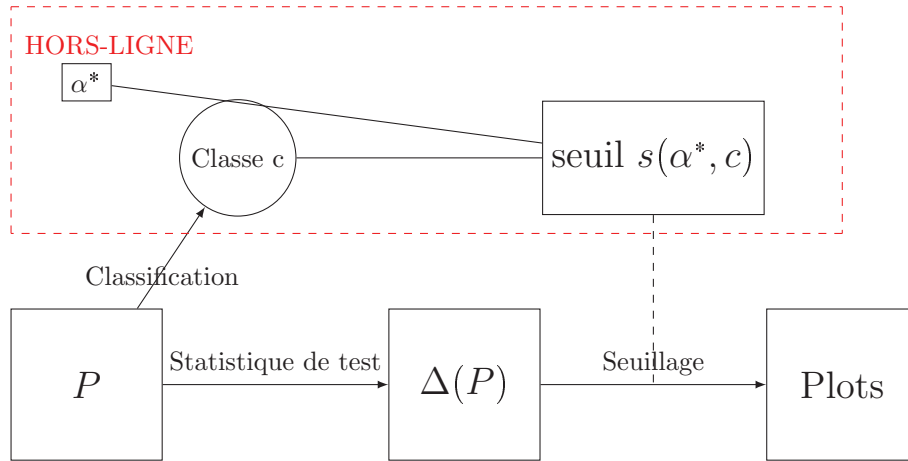 HORS-LIGNE
α*
Classe c
seuil s(α*, c)
Classification
P
Statistique de test
Δ(P)
Seuillage
Plots